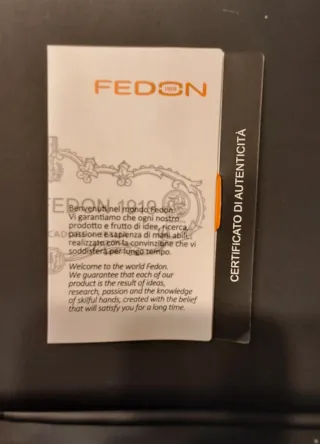 FEDON
1919
FEDON 1919
Benvenuti nel mondo Fedon.
Vi garantiamo che ogni nostro
prodotto e frutto di idee, ricerca,
passione e sapienza di mani abili,
realizzato con la convinzione che vi
soddisferà per lungo tempo.
Welcome to the world Fedon.
We guarantee that each of our
product is the result of ideas,
research, passion and the knowledge
of skilful hands, created with the belief
that will satisfy you for a long time.
CERTIFICATO DI AUTENTICITÀ